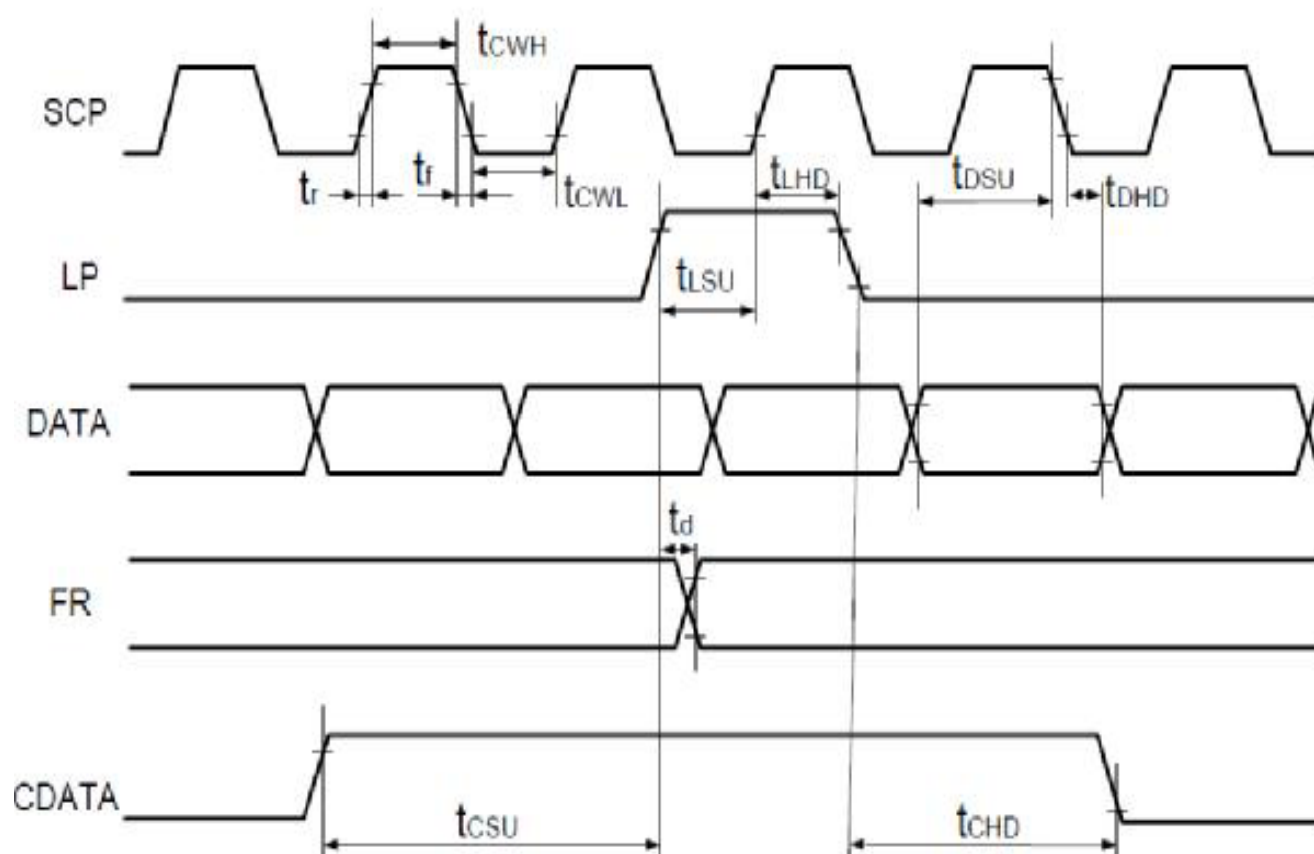 tCWH
SCP
tr
tf
tCWL
tLHD
tDSU
tDHD
LP
tLSU
DATA
td
FR
CDATA
tCSU
tCHD